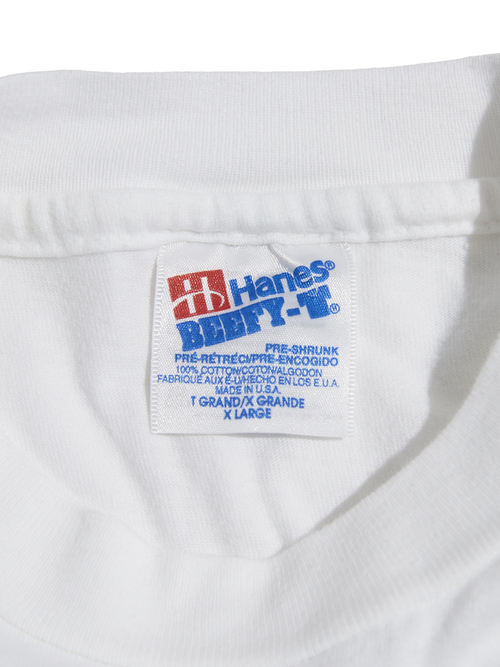 H Hanes®
BEEFY-T®
PRE-SHRUNK
PRÉ-RÉTRÉCI/PRE-ENCOGIDO
100% COTTON/COTON/ALGODON
FABRIQUÉ AUX É-U/HECHO EN LOS E.U.A.
MADE IN U.S.A.
T GRAND/X GRANDE
X LARGE